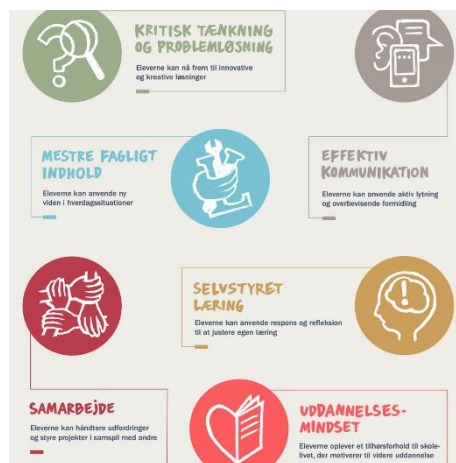 KRITISK TÆNKNING
OG PROBLEMLØSNING
Eleverne kan nå frem til innovative
og kreative løsninger
MESTRE FAGLIGT
INDHOLD
Eleverne kan anvende ny
viden i hverdagssituationer
EFFEKTIV
KOMMUNIKATION
Eleverne kan anvende aktiv lytning
og overbevisende formidling
SELVSTYRET
LÆRING
Eleverne kan anvende respons og refleksion
til at justere egen læring
SAMARBEJDE
Eleverne kan håndtere udfordringer
og styre projekter i samspil med andre
UDDANNELSES-
MINDSET
Eleverne oplever et tilhørsforhold til skole-
livet, der motiverer til videre uddannelse